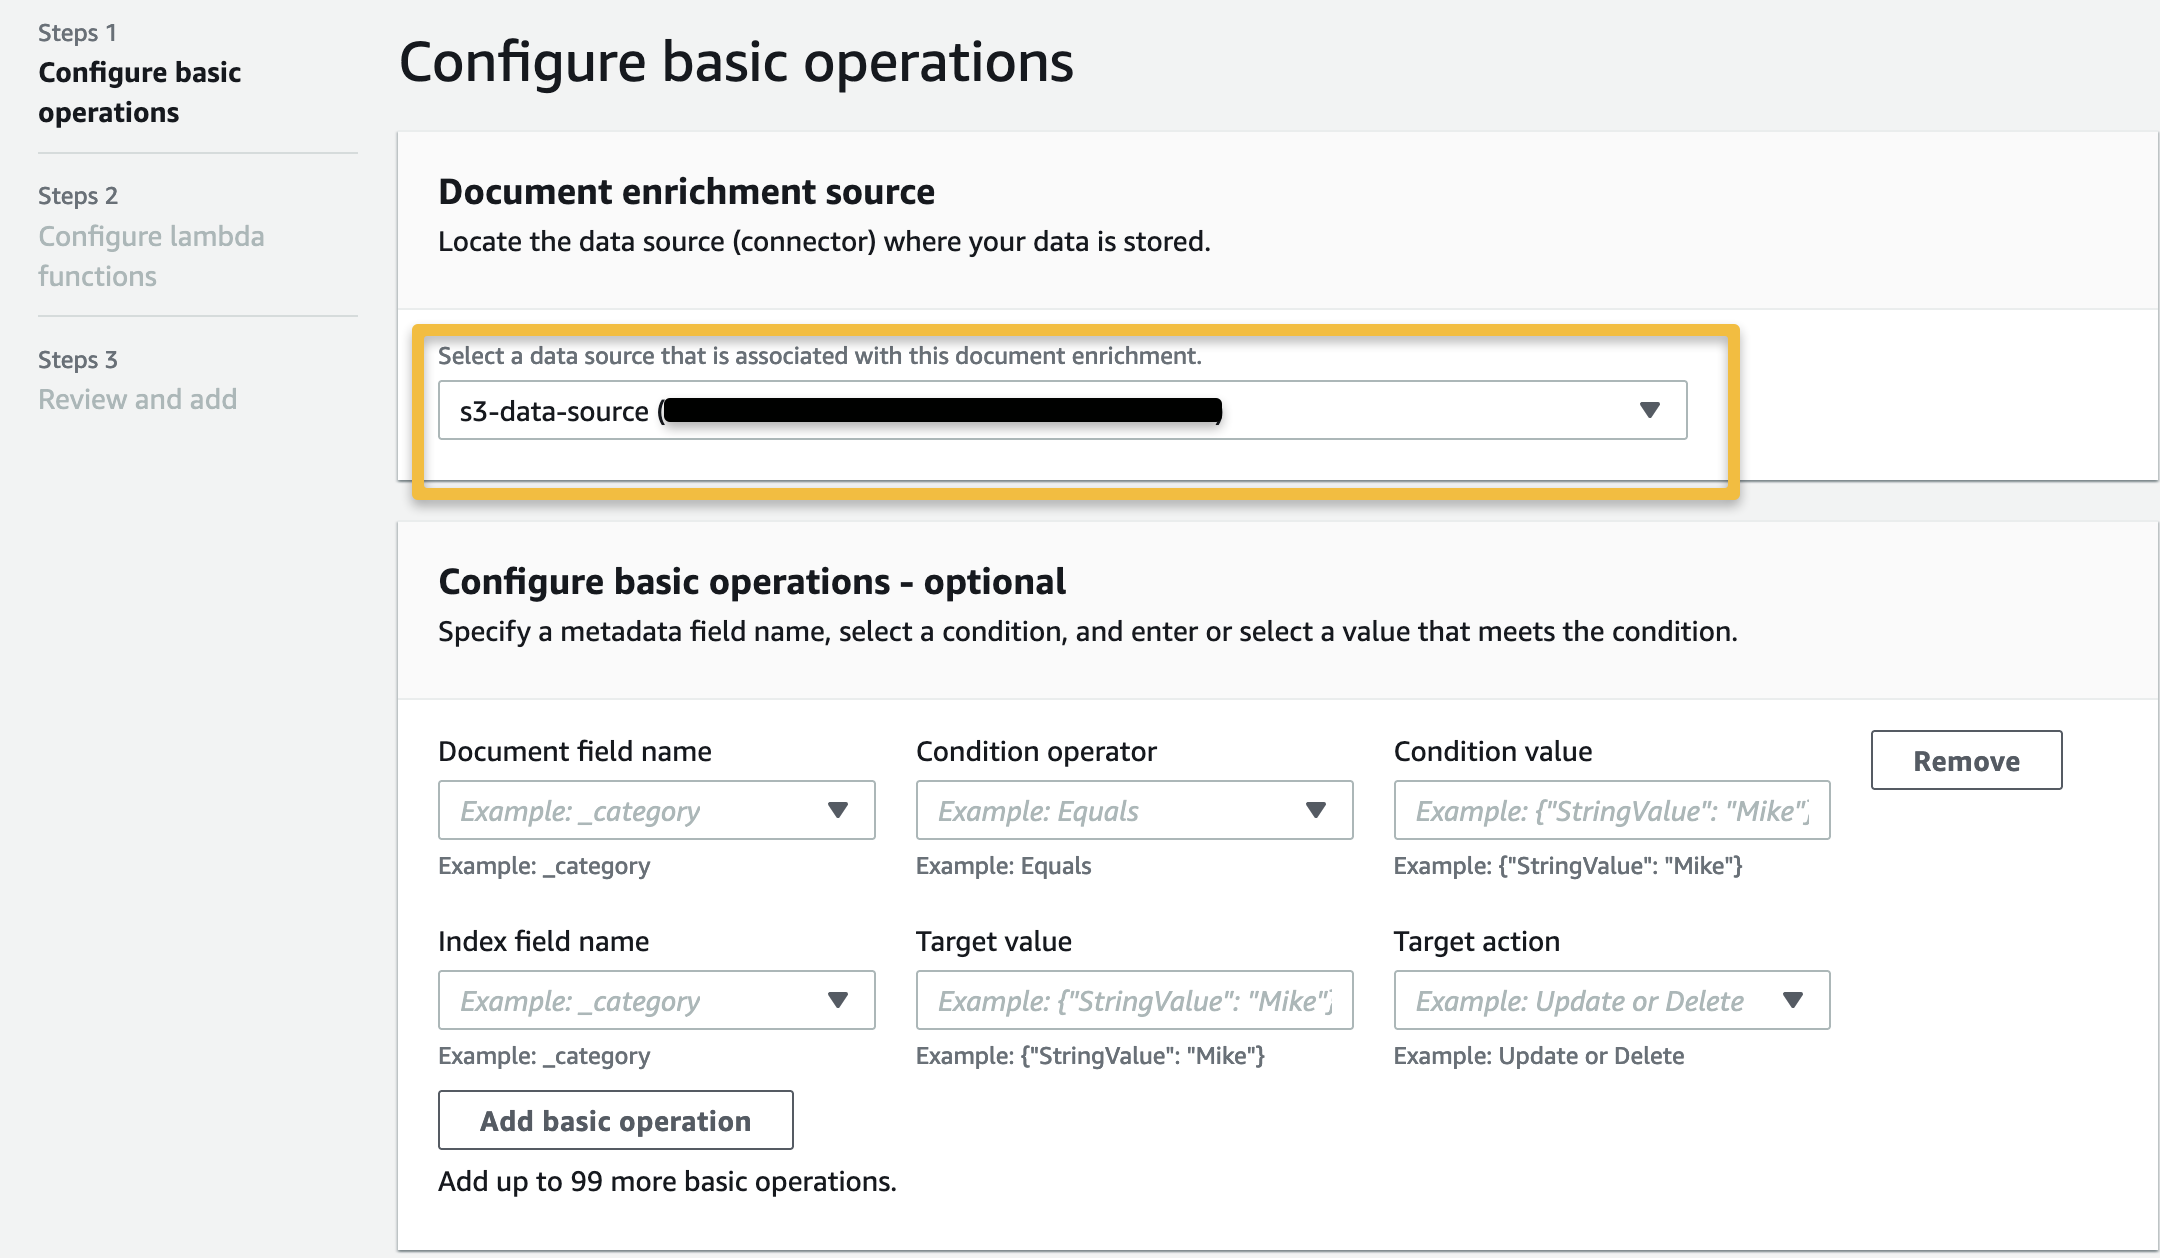 Steps 1
Configure basic
operations
Steps 2
Configure lambda
functions
Steps 3
Review and add
Configure basic operations
Document enrichment source
Locate the data source (connector) where your data is stored.
Select a data source that is associated with this document enrichment.
s3-data-source (
Configure basic operations - optional
Specify a metadata field name, select a condition, and enter or select a value that meets the condition.
Document field name
Example: _category
Example: _category
Condition operator
Example: Equals
Example: Equals
Condition value
Example: {"StringValue": "Mike"}
Example: {"StringValue": "Mike"}
Remove
Index field name
Example: _category
Example: _category
Target value
Example: {"StringValue": "Mike"}
Example: {"StringValue": "Mike"}
Target action
Example: Update or Delete
Example: Update or Delete
Add basic operation
Add up to 99 more basic operations.